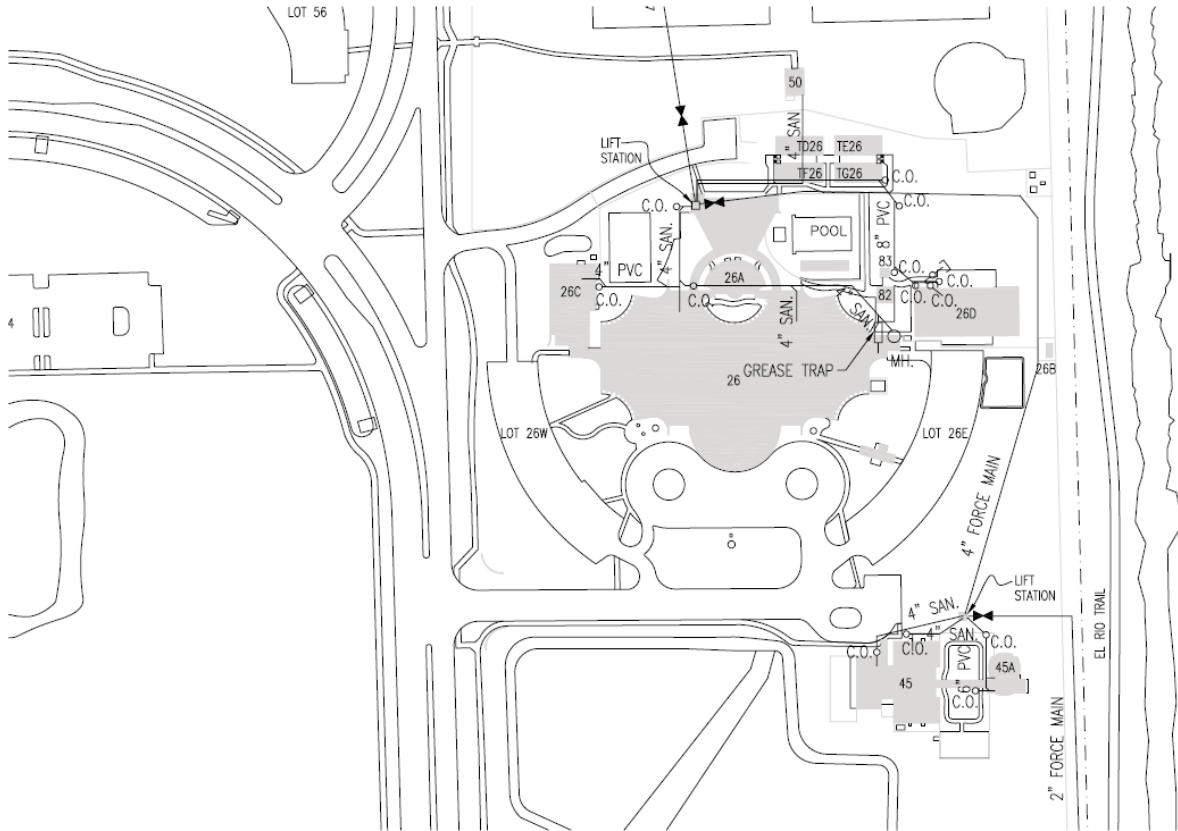 LOT 56
50
4" SAN
LIFT
STATION
TD26
TE26
TF26
TG26
C.O.
C.O.
C.O.
4" SAN.
8" PVC
POOL
83
C.O.
4" PVC
26C
26A
C.O.
C.O.
82
C.O.
C.O.
26D
4" SAN.
4" SAN.
4
D
26
GREASE TRAP
MH.
26B
LOT 26W
LOT 26E
4" FORCE MAIN
LIFT
STATION
4" SAN.
4" SAN.
C.O.
C.O.
C.O.
EL RIO TRAIL
45
6" PVC
45A
C.O.
2" FORCE MAIN